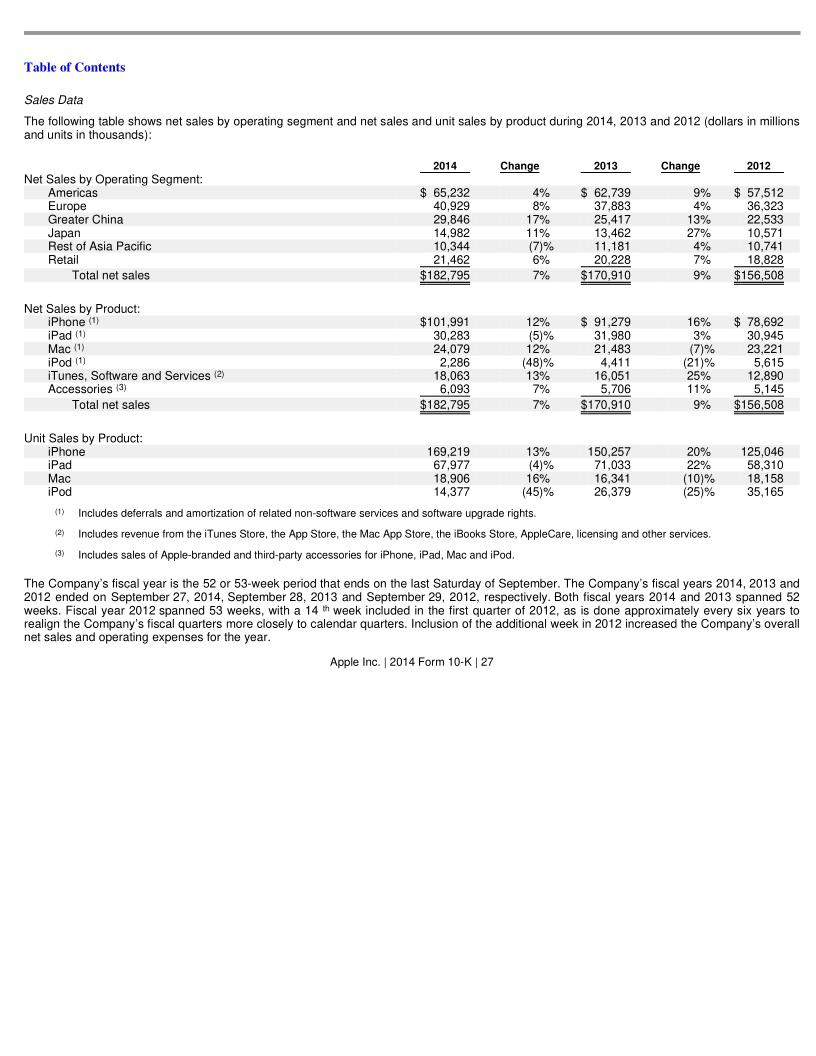 Table of Contents
Sales Data
The following table shows net sales by operating segment and net sales and unit sales by product during 2014, 2013 and 2012 (dollars in millions
and units in thousands):
2014 Change 2013 Change 2012
Net Sales by Operating Segment:
Americas $ 65,232 4% $ 62,739 9% $ 57,512
Europe 40,929 8% 37,883 4% 36,323
Greater China 29,846 17% 25,417 13% 22,533
Japan 14,982 11% 13,462 27% 10,571
Rest of Asia Pacific 10,344 (7)% 11,181 4% 10,741
Retail 21,462 6% 20,228 7% 18,828
Total net sales $182,795 7% $170,910 9% $156,508
Net Sales by Product:
iPhone (1) $101,991 12% $ 91,279 16% $ 78,692
iPad (1) 30,283 (5)% 31,980 3% 30,945
Mac (1) 24,079 12% 21,483 (7)% 23,221
iPod (1) 2,286 (48)% 4,411 (21)% 5,615
iTunes, Software and Services (2) 18,063 13% 16,051 25% 12,890
Accessories (3) 6,093 7% 5,706 11% 5,145
Total net sales $182,795 7% $170,910 9% $156,508
Unit Sales by Product:
iPhone 169,219 13% 150,257 20% 125,046
iPad 67,977 (4)% 71,033 22% 58,310
Mac 18,906 16% 16,341 (10)% 18,158
iPod 14,377 (45)% 26,379 (25)% 35,165
(1) Includes deferrals and amortization of related non-software services and software upgrade rights.
(2) Includes revenue from the iTunes Store, the App Store, the Mac App Store, the iBooks Store, AppleCare, licensing and other services.
(3) Includes sales of Apple-branded and third-party accessories for iPhone, iPad, Mac and iPod.
The Company's fiscal year is the 52 or 53-week period that ends on the last Saturday of September. The Company's fiscal years 2014, 2013 and
2012 ended on September 27, 2014, September 28, 2013 and September 29, 2012, respectively. Both fiscal years 2014 and 2013 spanned 52
weeks. Fiscal year 2012 spanned 53 weeks, with a 14 th week included in the first quarter of 2012, as is done approximately every six years to
realign the Company's fiscal quarters more closely to calendar quarters. Inclusion of the additional week in 2012 increased the Company's overall
net sales and operating expenses for the year.
Apple Inc. | 2014 Form 10-K | 27